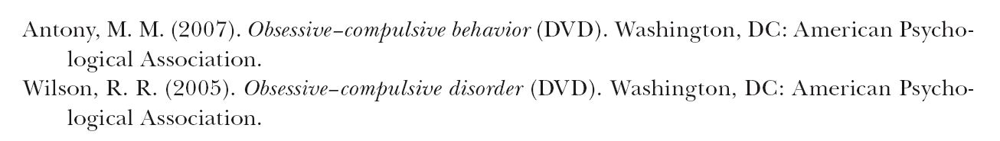 Antony, M. M. (2007). Obsessive–compulsive behavior (DVD). Washington, DC: American Psycho-
logical Association.
Wilson, R. R. (2005). Obsessive–compulsive disorder (DVD). Washington, DC: American Psycho-
logical Association.